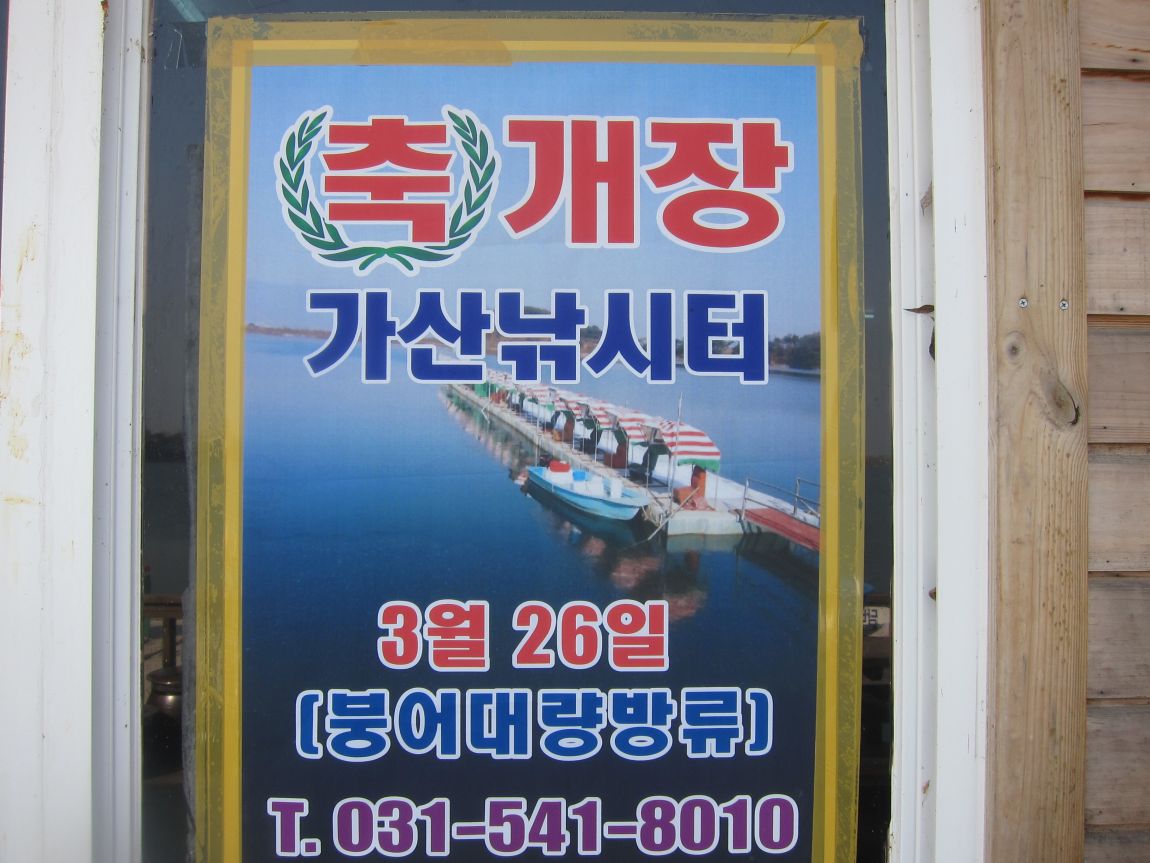 축 개장
가산낚시터
3월 26일
(붕어대량방류)
T. 031-541-8010